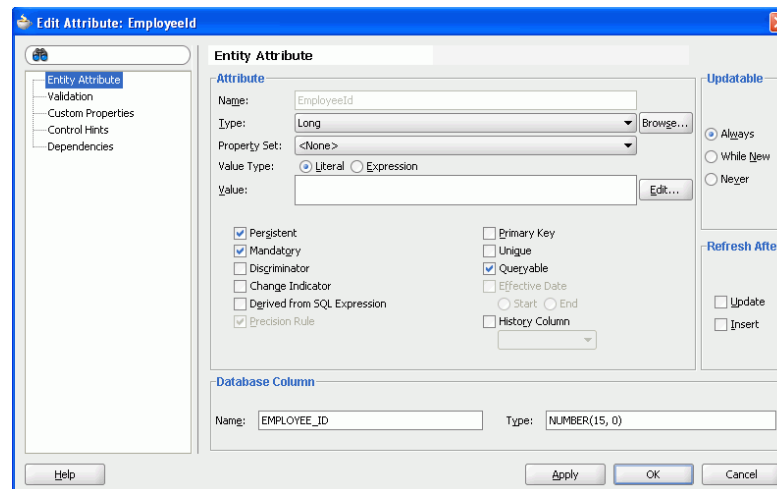 Edit Attribute: EmployeeId
Entity Attribute
Validation
Custom Properties
Control Hints
Dependencies
Entity Attribute
Attribute
Name: EmployeeId
Type: Long Browse...
Property Set: <None>
Value Type: Literal Expression
Value: Edit...
Persistent Primary Key
Mandatory Unique
Discriminator Queryable
Change Indicator Effective Date
Derived from SQL Expression Start End
Precision Rule History Column
Updatable
Always
While New
Never
Refresh Afte
Update
Insert
Database Column
Name: EMPLOYEE_ID Type: NUMBER(15, 0)
Help Apply OK Cancel